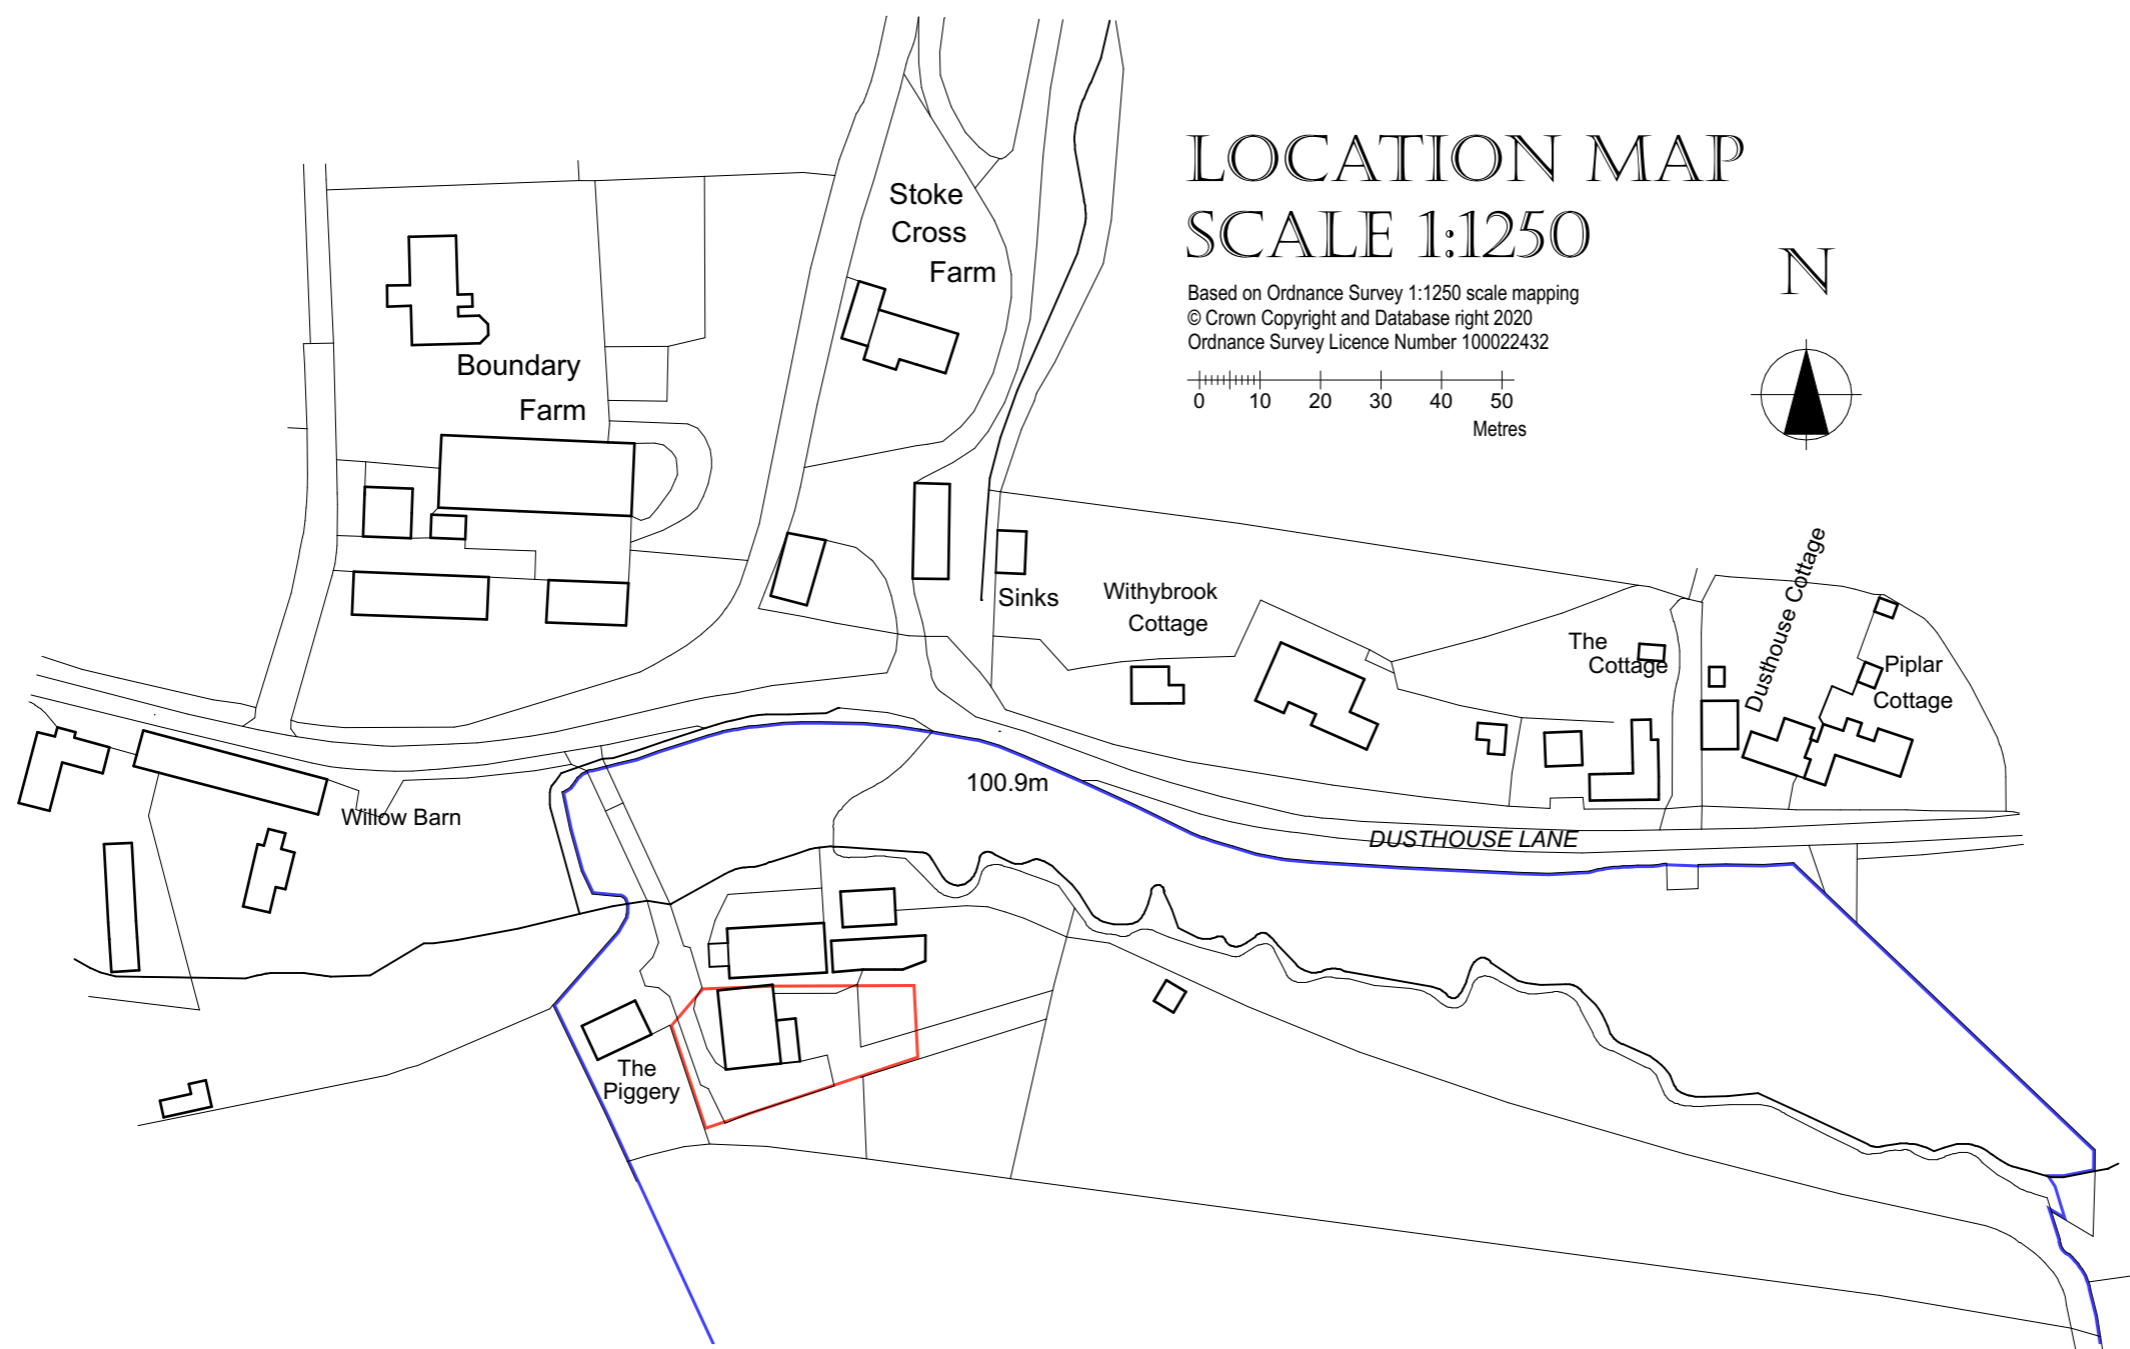 LOCATION MAP
SCALE 1:1250
Based on Ordnance Survey 1:1250 scale mapping
© Crown Copyright and Database right 2020
Ordnance Survey Licence Number 100022432
0 10 20 30 40 50
Metres
N
Stoke
Cross
Farm
Boundary
Farm
Sinks
Withybrook
Cottage
The
Cottage
Dusthouse Cottage
Piplar
Cottage
100.9m
Willow Barn
DUSTHOUSE LANE
The
Piggery